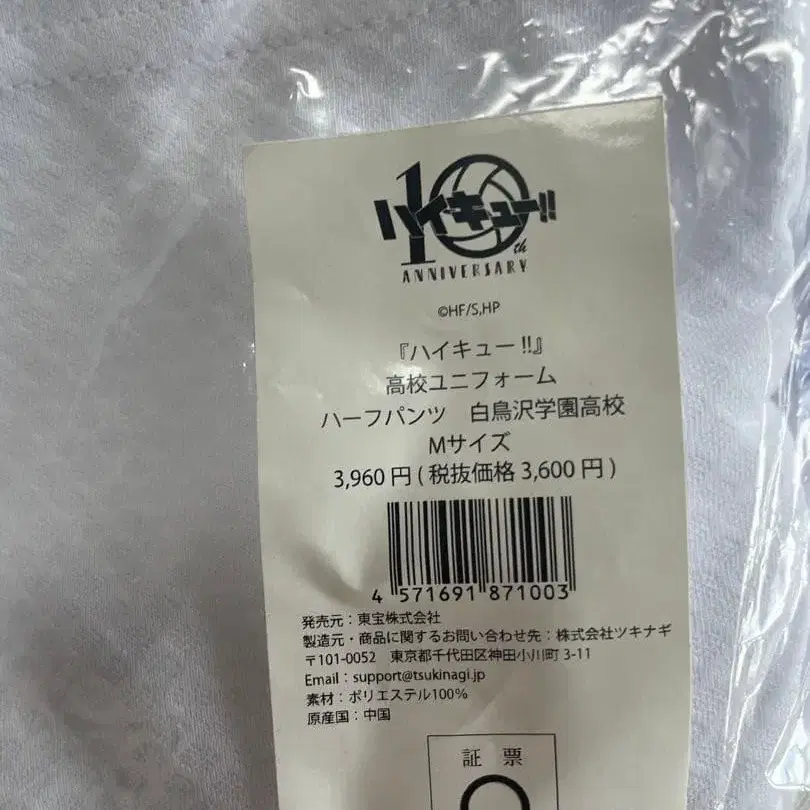 ハイキュー!!
10th
ANNIVERSARY
©HF/S,HP
『ハイキュー!!』
高校ユニフォーム
ハーフパンツ　白鳥沢学園高校
Mサイズ
3,960円(税抜価格3,600円)
4 571691 871003
発売元：東宝株式会社
製造元・商品に関するお問い合わせ先：株式会社ツキナギ
〒101-0052　東京都千代田区神田小川町 3-11
Email：support@tsukinagi.jp
素材：ポリエステル100%
原産国：中国
証 票